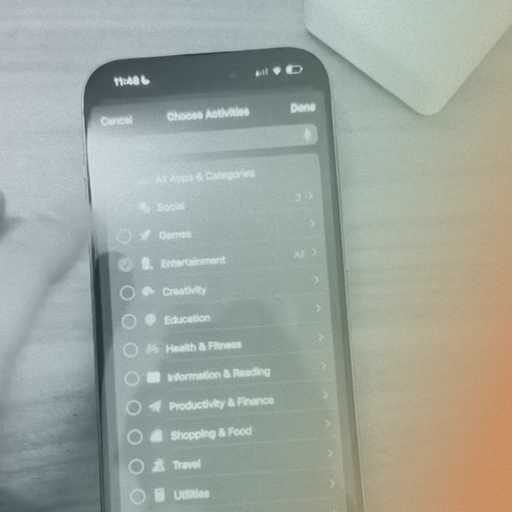 11:48
Cancel Choose Activities Done
All Apps & Categories
Social 3
Games
Entertainment All
Creativity
Education
Health & Fitness
Information & Reading
Productivity & Finance
Shopping & Food
Travel
Utilities